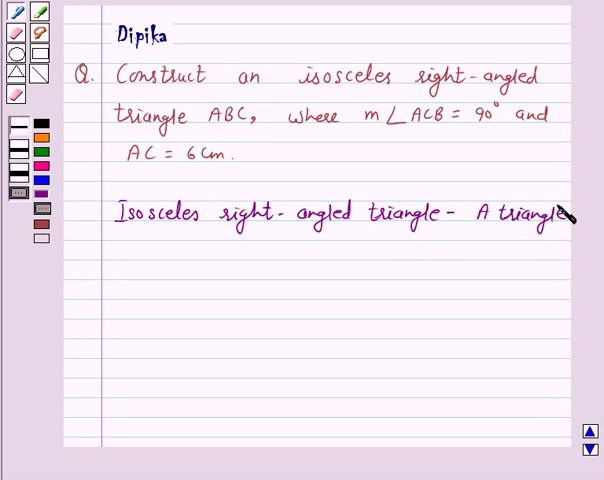 Dipika
Q. Construct an isosceles right-angled
triangle ABC, where m∠ACB = 90° and
AC = 6 cm.
Isosceles right-angled triangle - A triangle